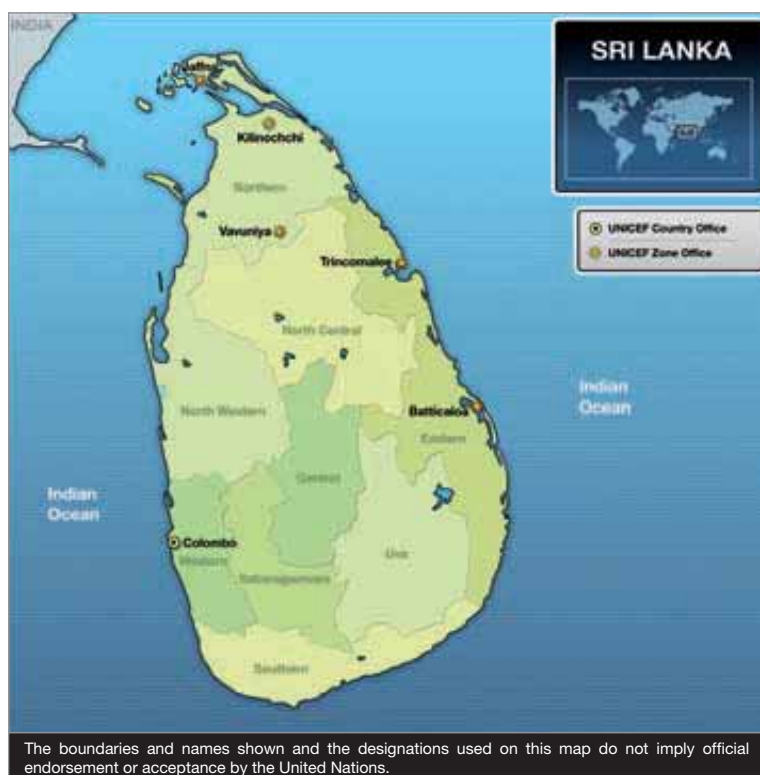 INDIA
SRI LANKA
Jaffna
Kilinochchi
Northern
UNICEF Country Office
UNICEF Zone Office
Vavuniya
Trincomalee
North Central
Indian
Ocean
North Western
Batticaloa
Eastern
Central
Indian
Ocean
Colombo
Western
Uva
Sabaragamuwa
Southern
The boundaries and names shown and the designations used on this map do not imply official
endorsement or acceptance by the United Nations.